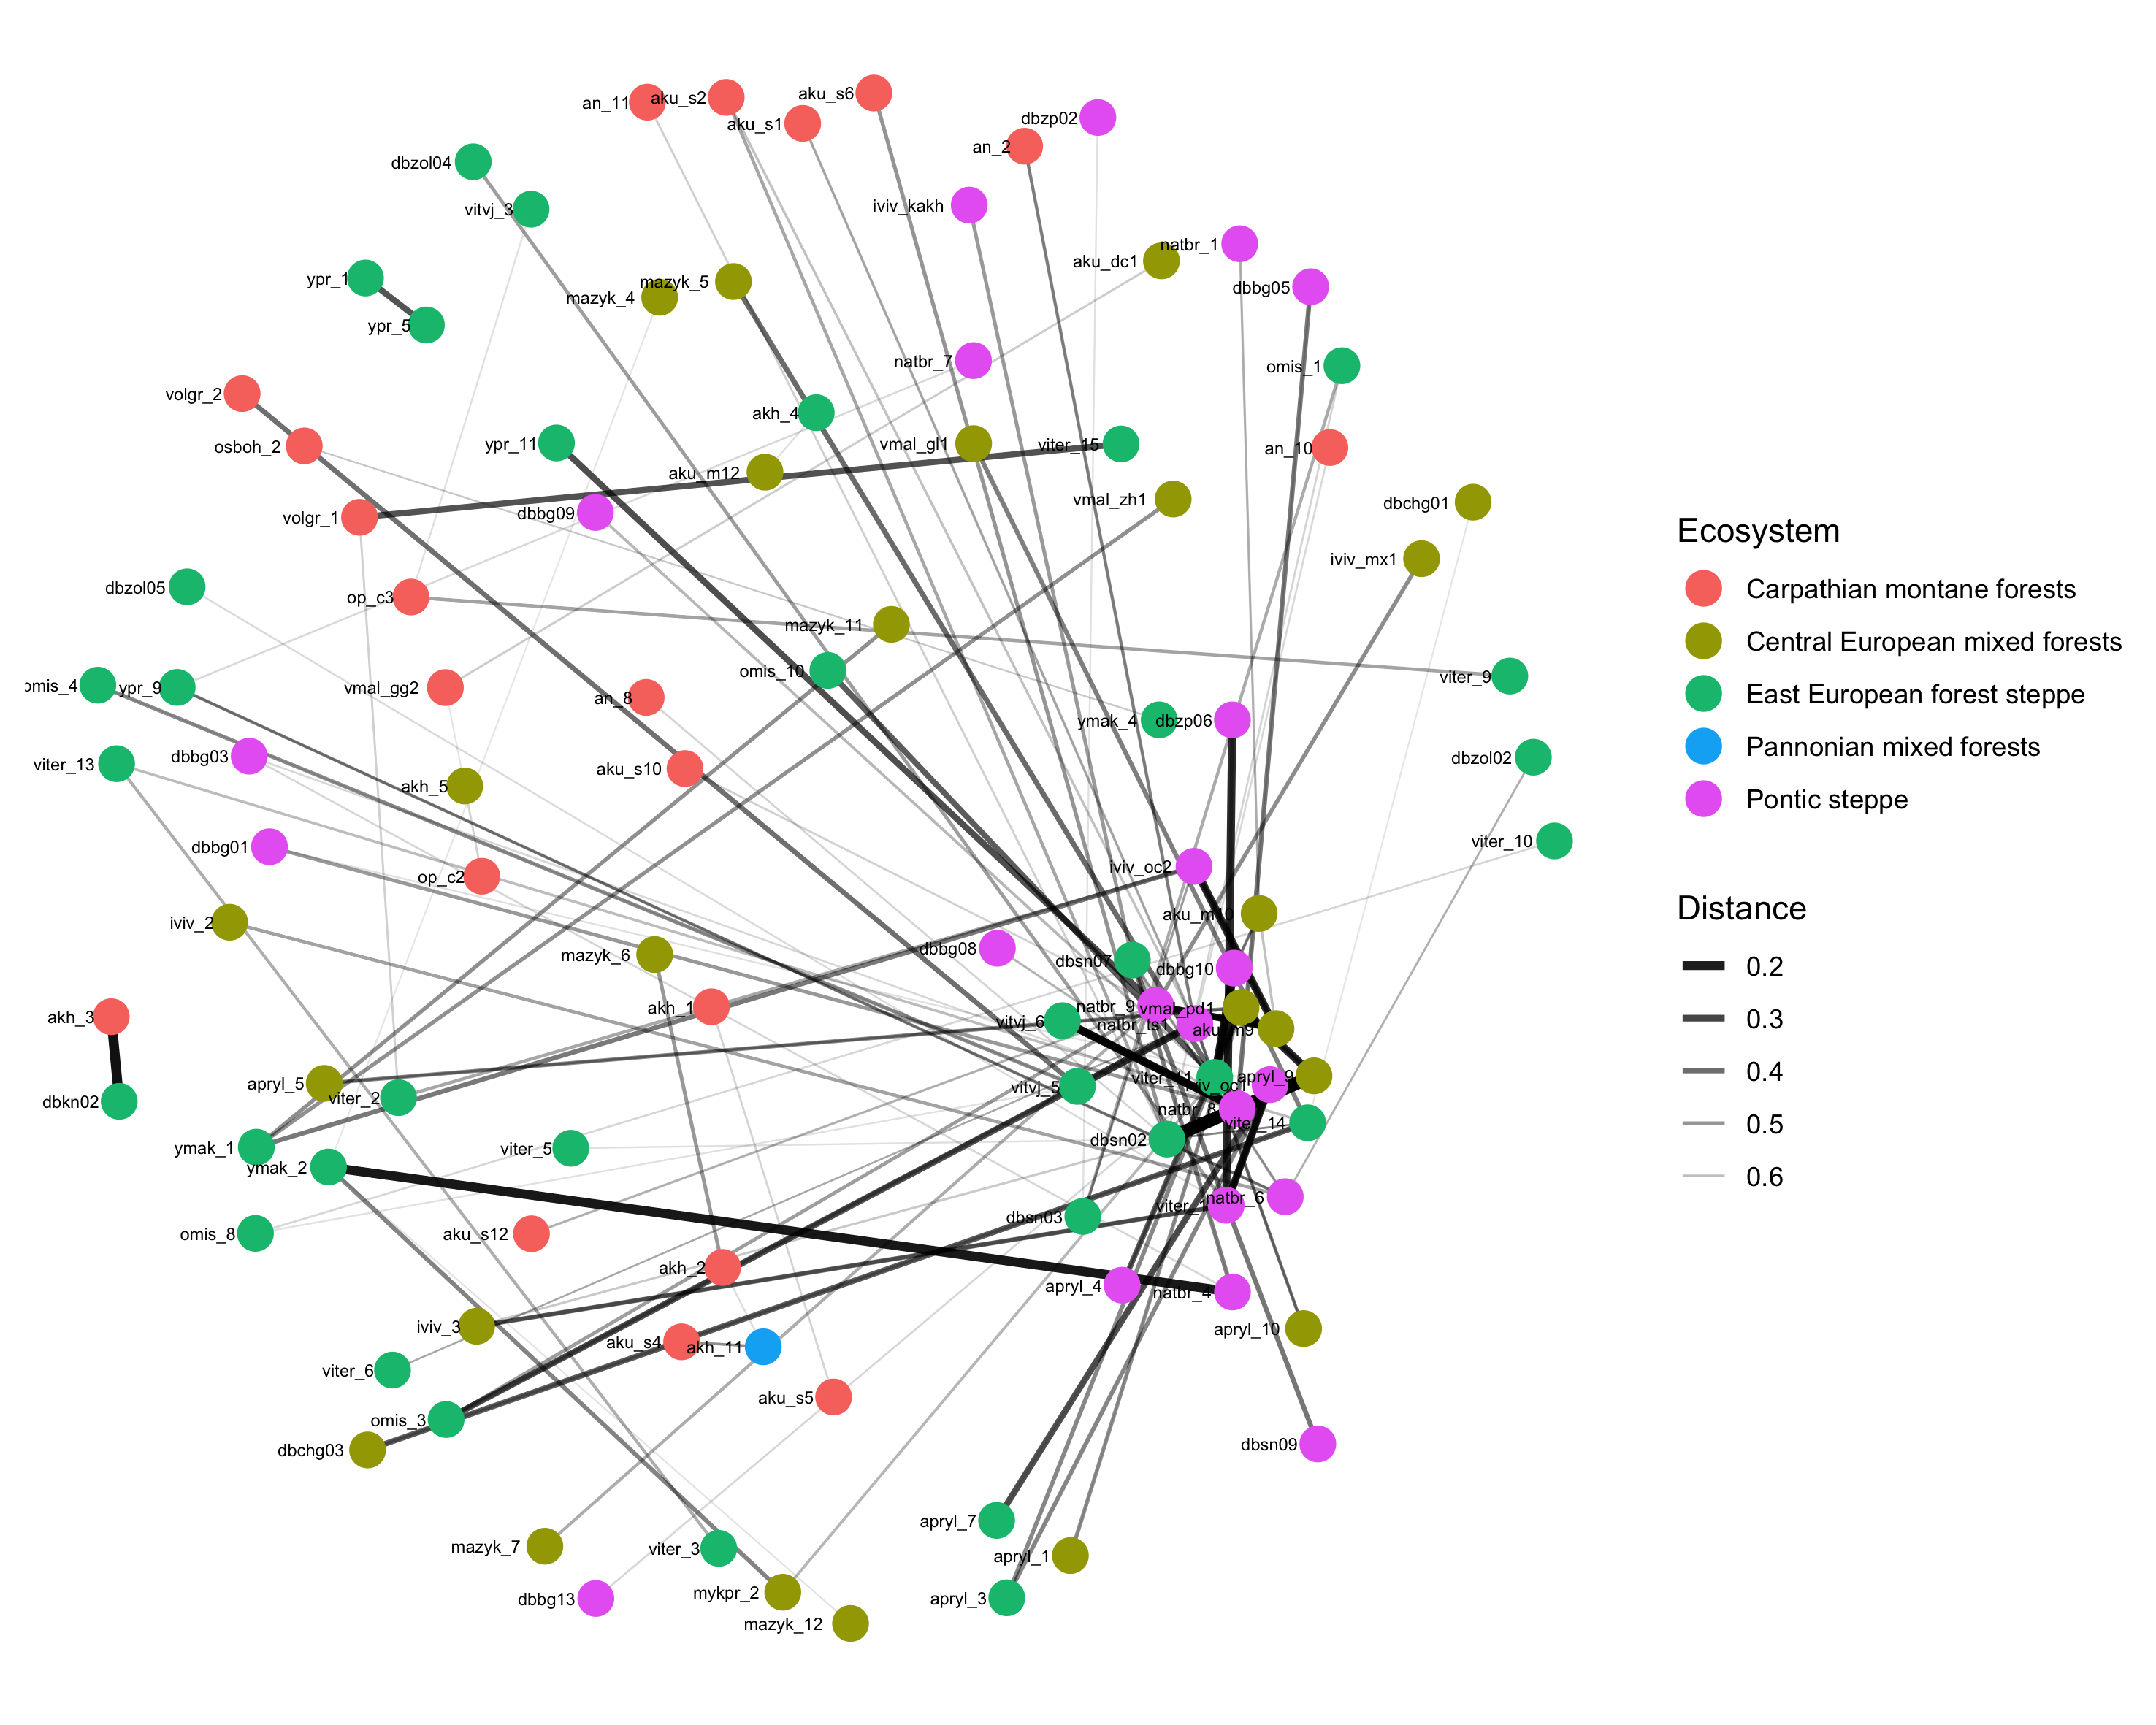 an_11
aku_s2
aku_s1
aku_s6
dbzp02
an_2
dbzol04
vitvj_3
iviv_kakh
natbr_1
aku_dc1
dbbg05
ypr_1
mazyk_5
mazyk_4
ypr_5
natbr_7
omis_1
volgr_2
akh_4
osboh_2
ypr_11
vmal_gl1
viter_15
an_10
aku_m12
vmal_zh1
dbchg01
volgr_1
dbbg09
iviv_mx1
dbzol05
op_c3
mazyk_11
omis_10
viter_9
omis_4
ypr_9
vmal_gg2
an_8
ymak_4
dbzp06
viter_13
dbbg03
aku_s10
dbzol02
akh_5
dbbg01
viter_10
op_c2
iviv_oc2
iviv_2
aku_m10
mazyk_6
dbbg08
dbsn07
dbbg10
akh_3
akh_1
natbr_9
vmal_pd1
vitvj_6
natbr_ts1
aku_m9
apryl_5
viter_2
dbkn02
vitvj_5
viter_11
apryl_9
iviv_oc1
natbr_8
viter_14
ymak_1
viter_5
dbsn02
ymak_2
natbr_6
viter_1
dbsn03
omis_8
aku_s12
akh_2
apryl_4
natbr_4
iviv_3
apryl_10
aku_s4
akh_11
viter_6
aku_s5
omis_3
dbchg03
dbsn09
apryl_7
mazyk_7
viter_3
apryl_1
dbbg13
mykpr_2
apryl_3
mazyk_12
Ecosystem
Carpathian montane forests
Central European mixed forests
East European forest steppe
Pannonian mixed forests
Pontic steppe
Distance
0.2
0.3
0.4
0.5
0.6